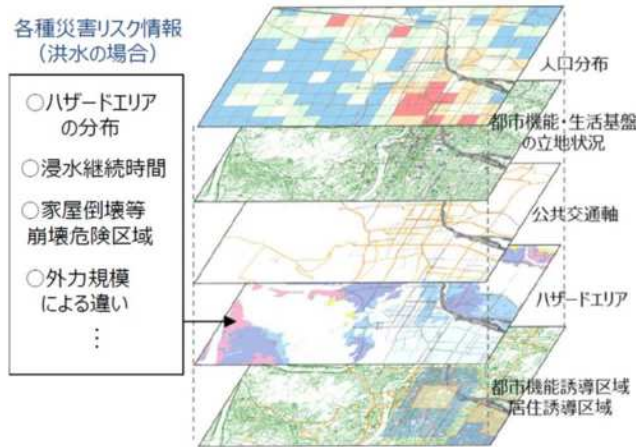 各種災害リスク情報
（洪水の場合）
○ハザードエリア
の分布
○浸水継続時間
○家屋倒壊等
崩壊危険区域
○外力規模
による違い
⋮
人口分布
都市機能・生活基盤
の立地状況
公共交通軸
ハザードエリア
都市機能誘導区域
居住誘導区域